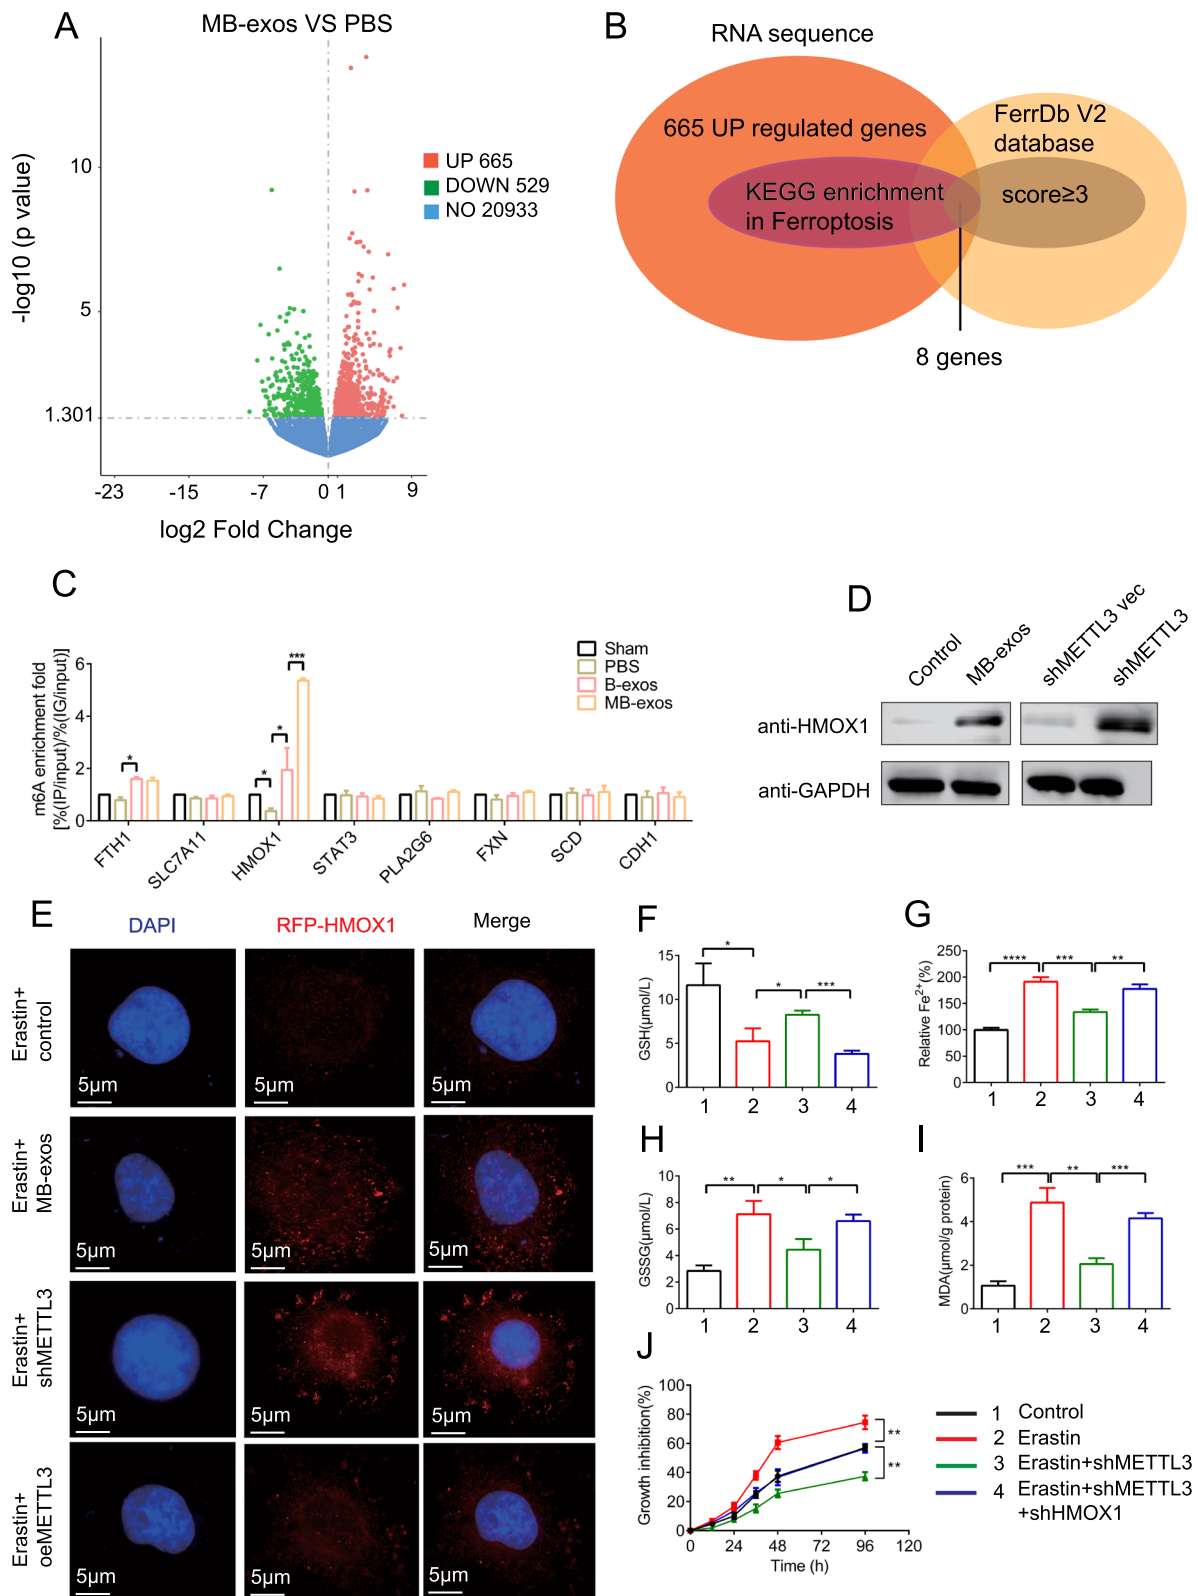 A
MB-exos VS PBS
-log10 (p value)
10
5
1.301
-23 -15 -7 0 1 9
log2 Fold Change
UP 665
DOWN 529
NO 20933
B
RNA sequence
665 UP regulated genes
KEGG enrichment
in Ferroptosis
FerrDb V2
database
score≥3
8 genes
C
m6A enrichment fold
[%(IP/input)/%(IG/input)]
6
4
2
0
* * * ***
Sham
PBS
B-exos
MB-exos
FTH1 SLC7A11 HMOX1 STAT3 PLA2G6 FXN SCD CDH1
D
Control MB-exos shMETTL3 vec shMETTL3
anti-HMOX1
anti-GAPDH
E
DAPI RFP-HMOX1 Merge
Erastin+
control
5µm 5µm 5µm
Erastin+
MB-exos
5µm 5µm 5µm
Erastin+
shMETTL3
5µm 5µm 5µm
Erastin+
oeMETTL3
5µm 5µm 5µm
F
GSH(µmol/L)
15
10
5
0
* * ***
1 2 3 4
G
Relative Fe2+(%)
250
200
150
100
50
0
**** *** **
1 2 3 4
H
GSSG(µmol/L)
10
8
6
4
2
0
** * *
1 2 3 4
I
MDA(µmol/g protein)
6
4
2
0
*** ** ***
1 2 3 4
J
Growth inhibition(%)
100
80
60
40
20
0
**
**
0 24 48 72 96 120
Time (h)
1 Control
2 Erastin
3 Erastin+shMETTL3
4 Erastin+shMETTL3
+shHMOX1